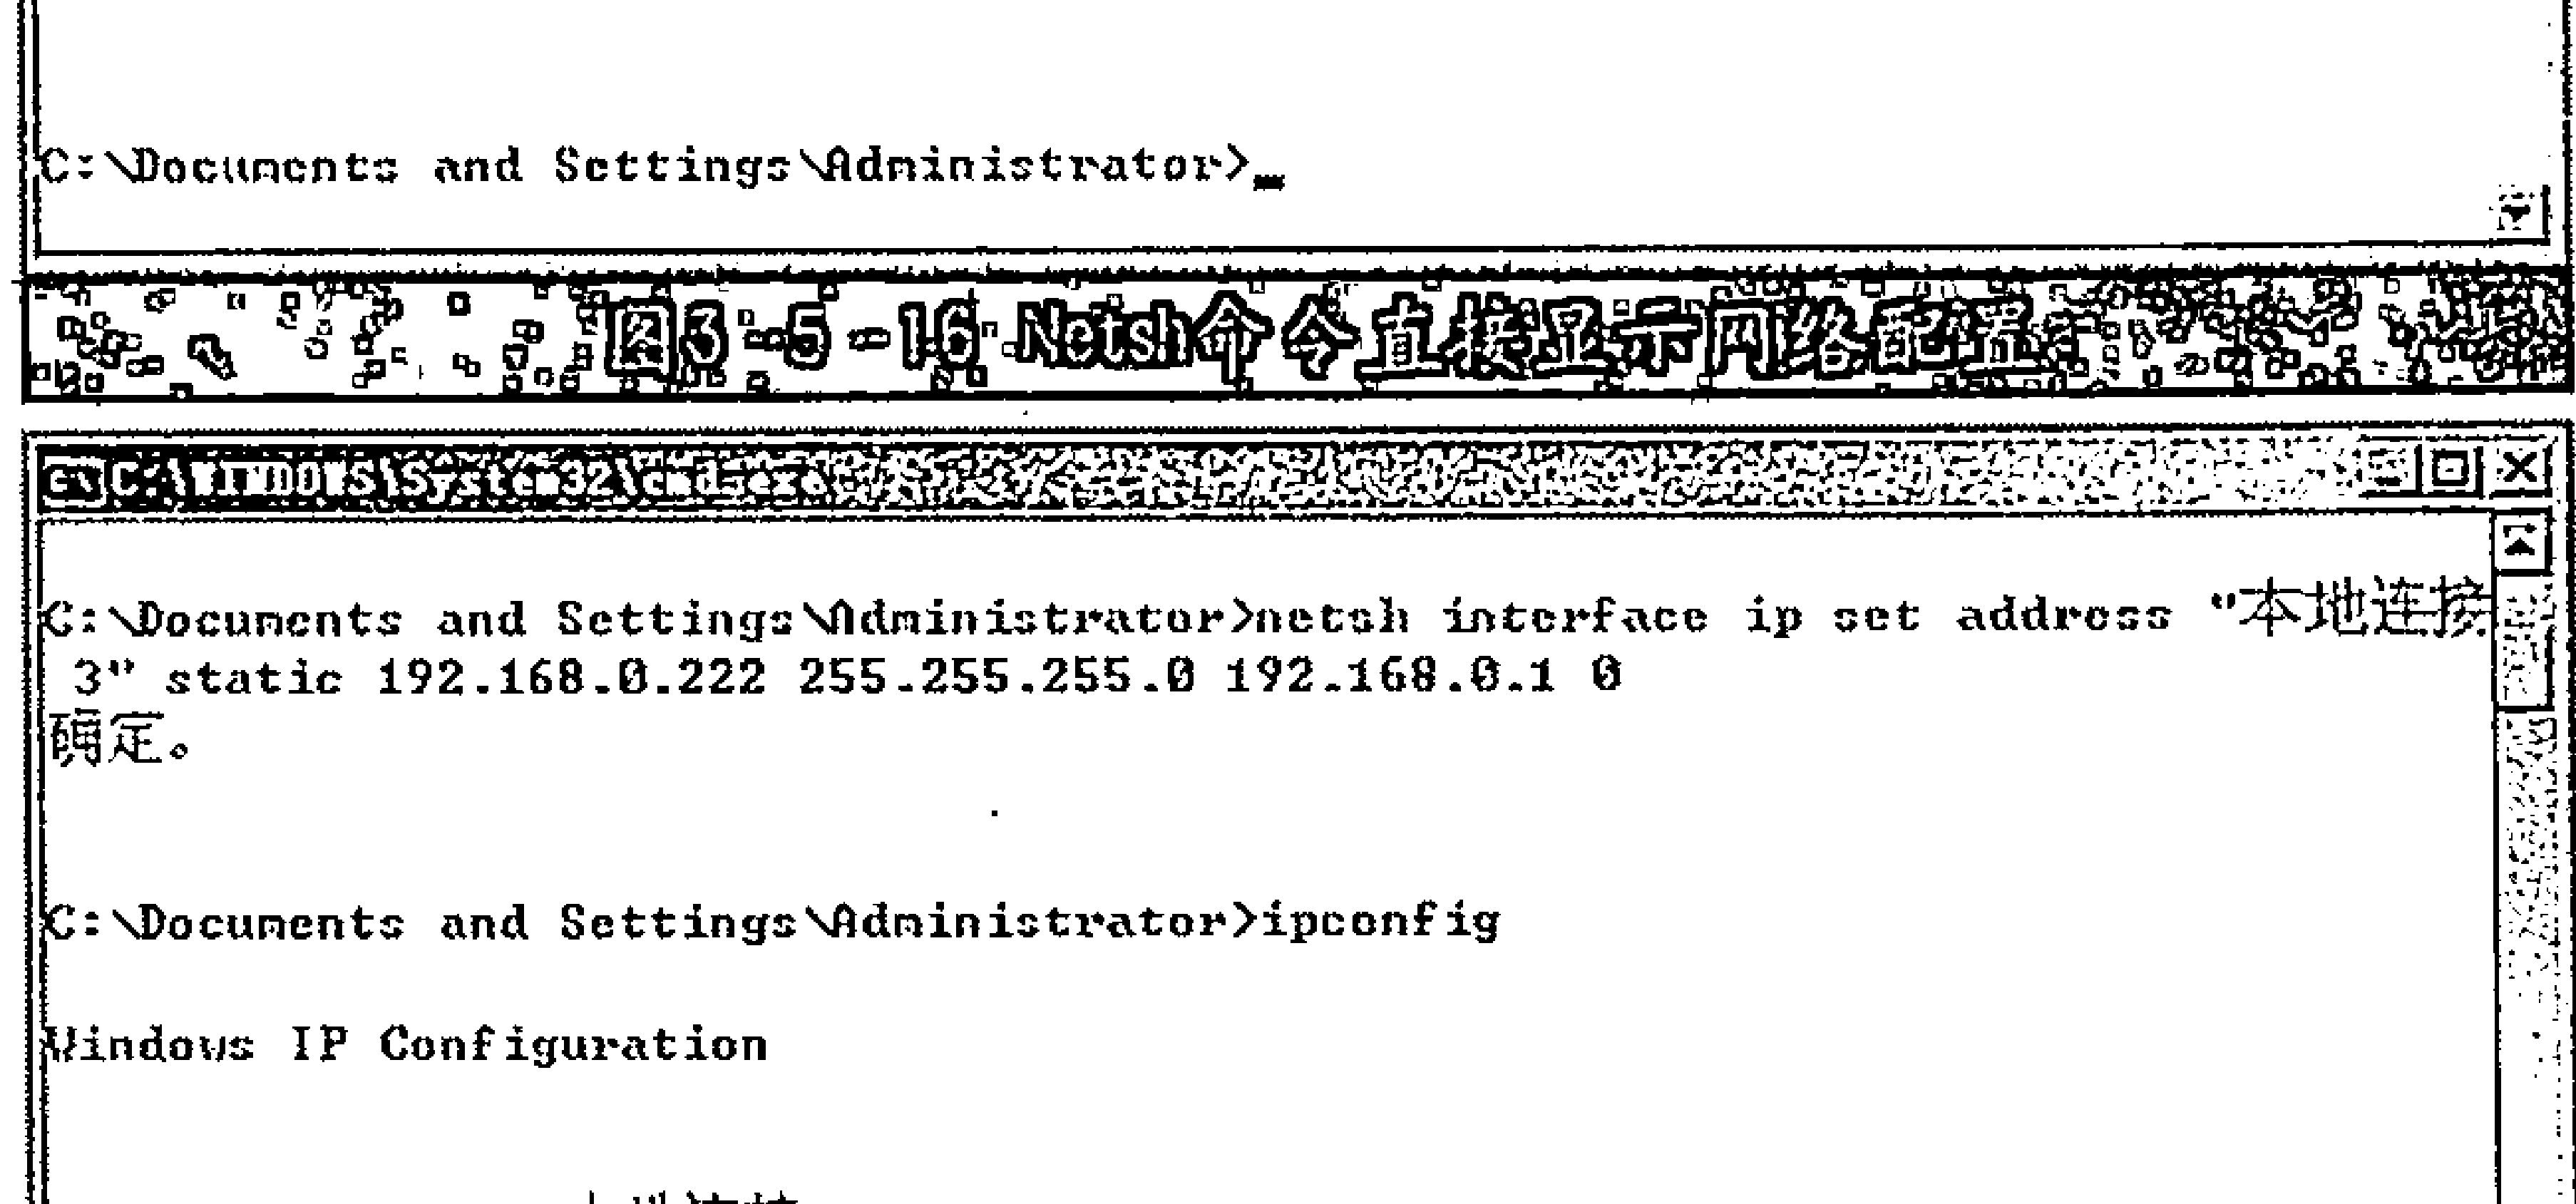 C:\Documents and Settings\Administrator>_
图3-5-16 Netsh命令直接显示网络配置
C:\WINDOWS\System32\cmd.exe
C:\Documents and Settings\Administrator>netsh interface ip set address "本地连接
3" static 192.168.0.222 255.255.255.0 192.168.0.1 0
确定。
C:\Documents and Settings\Administrator>ipconfig
Windows IP Configuration